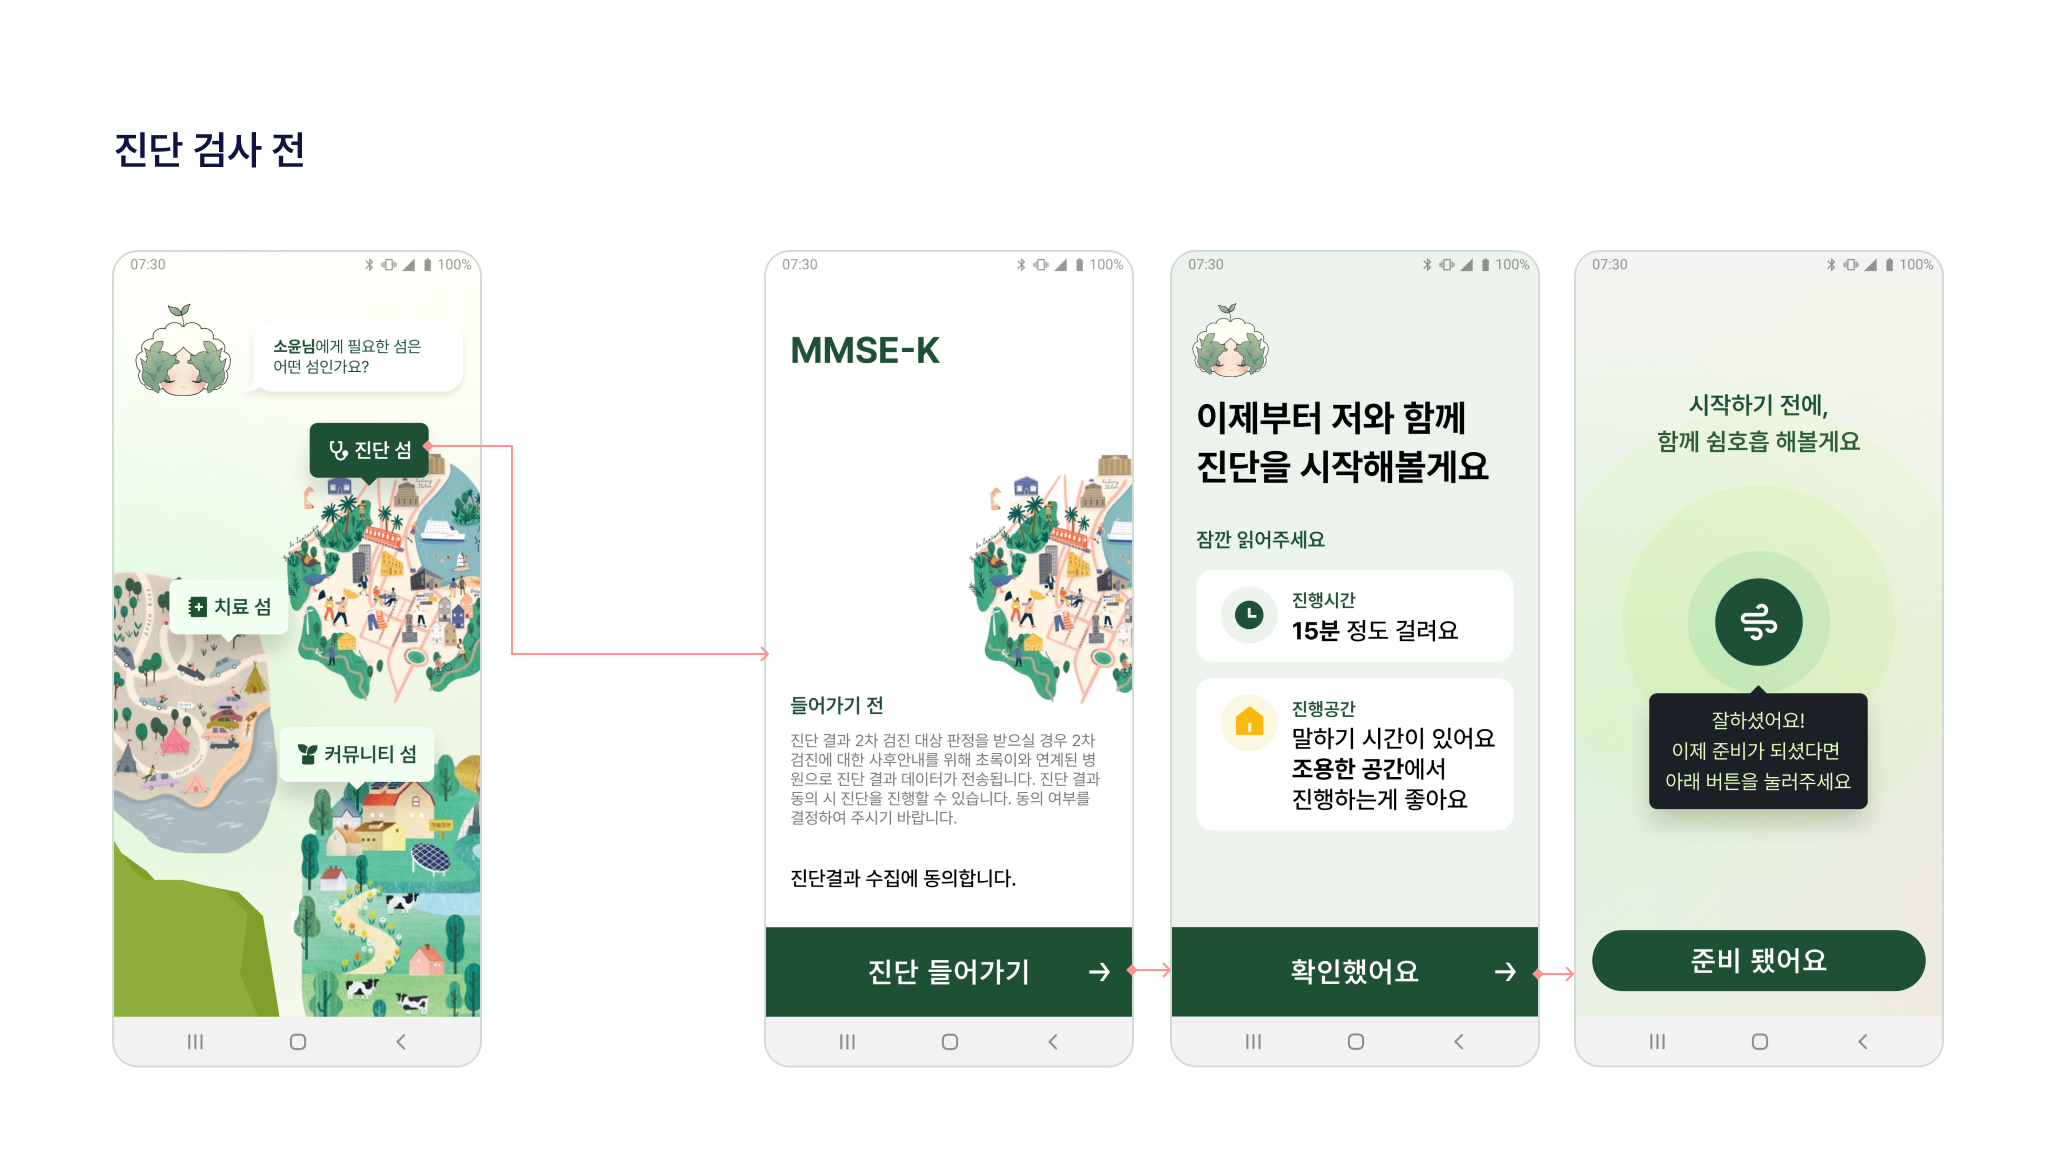 진단 검사 전
07:30
100%
소윤님에게 필요한 섬은
어떤 섬인가요?
진단 섬
치료 섬
커뮤니티 섬
07:30
100%
MMSE-K
들어가기 전
진단 결과 2차 검진 대상 판정을 받으실 경우 2차
검진에 대한 사후안내를 위해 초록이와 연계된 병
원으로 진단 결과 데이터가 전송됩니다. 진단 결과
동의 시 진단을 진행할 수 있습니다. 동의 여부를
결정하여 주시기 바랍니다.
진단결과 수집에 동의합니다.
진단 들어가기
07:30
100%
이제부터 저와 함께
진단을 시작해볼게요
잠깐 읽어주세요
진행시간
15분 정도 걸려요
진행공간
말하기 시간이 있어요
조용한 공간에서
진행하는게 좋아요
확인했어요
07:30
100%
시작하기 전에,
함께 쉼호흡 해볼게요
잘하셨어요!
이제 준비가 되셨다면
아래 버튼을 눌러주세요
준비 됐어요